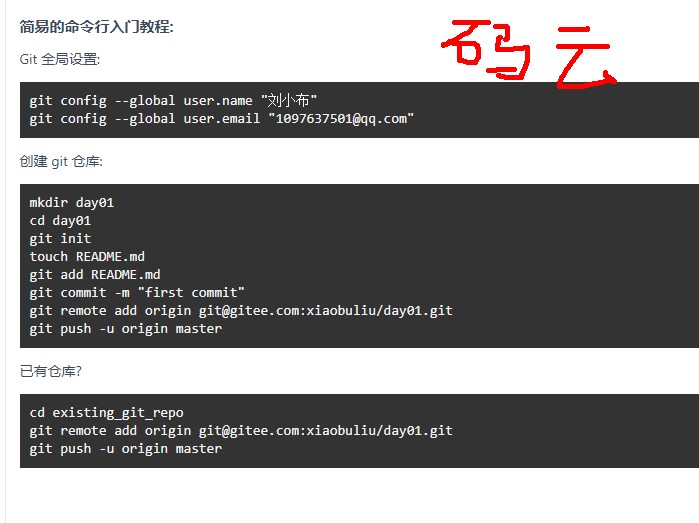 简易的命令行入门教程:
码云
Git 全局设置:
git config --global user.name "刘小布"
git config --global user.email "1097637501@qq.com"
创建 git 仓库:
mkdir day01
cd day01
git init
touch README.md
git add README.md
git commit -m "first commit"
git remote add origin git@gitee.com:xiaobuliu/day01.git
git push -u origin master
已有仓库?
cd existing_git_repo
git remote add origin git@gitee.com:xiaobuliu/day01.git
git push -u origin master